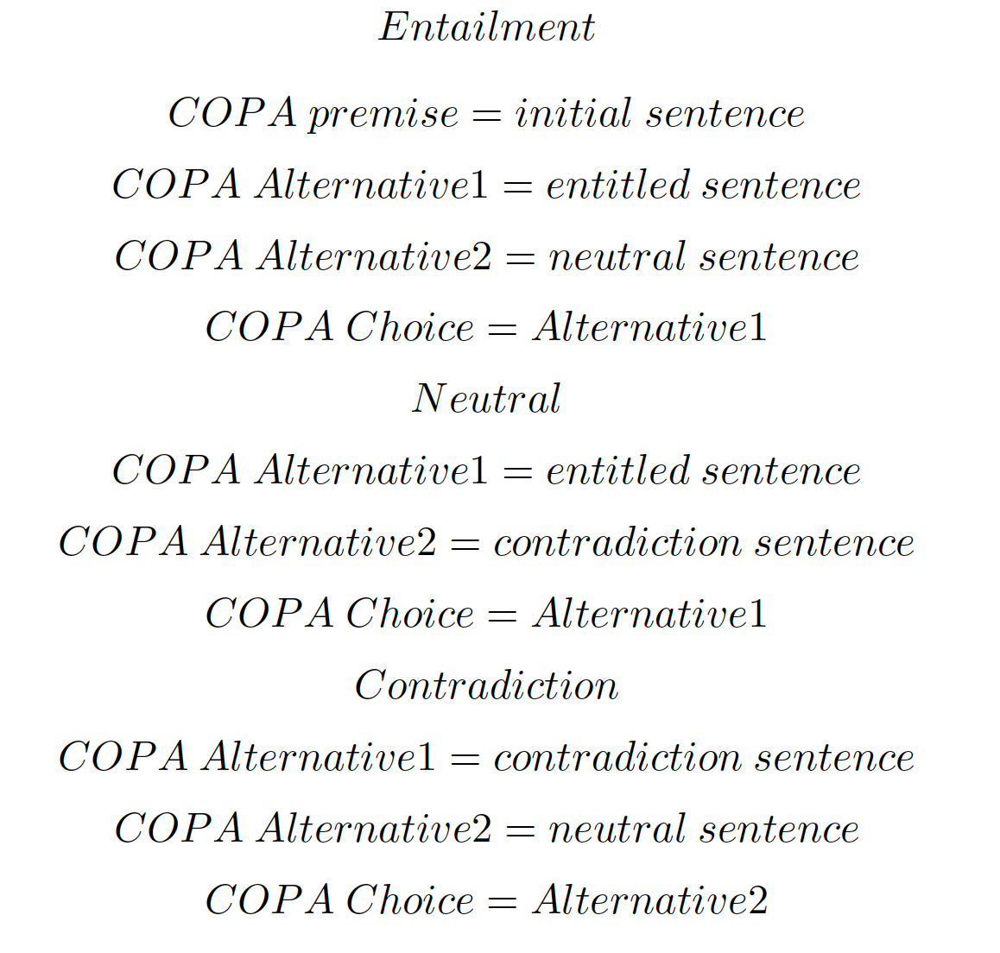 Entailment
COPA premise = initial sentence
COPA Alternative1 = entitled sentence
COPA Alternative2 = neutral sentence
COPA Choice = Alternative1
Neutral
COPA Alternative1 = entitled sentence
COPA Alternative2 = contradiction sentence
COPA Choice = Alternative1
Contradiction
COPA Alternative1 = contradiction sentence
COPA Alternative2 = neutral sentence
COPA Choice = Alternative2